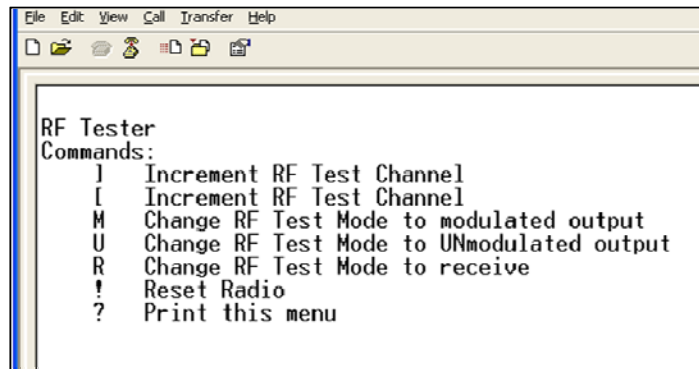 File Edit View Call Transfer Help
RF Tester
Commands:
] Increment RF Test Channel
[ Increment RF Test Channel
M Change RF Test Mode to modulated output
U Change RF Test Mode to UNmodulated output
R Change RF Test Mode to receive
! Reset Radio
? Print this menu